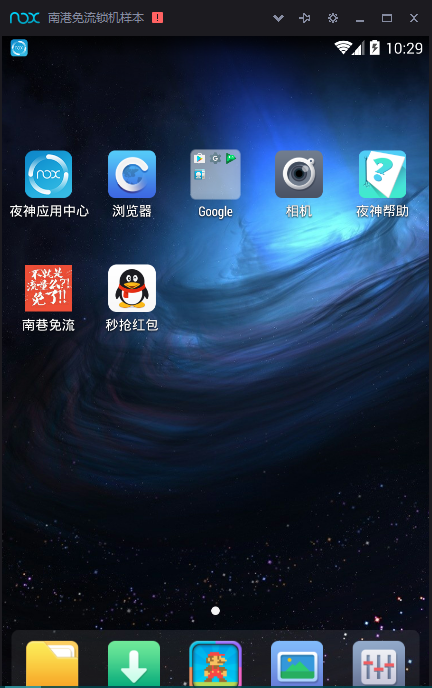 nox 南港免流锁机样本
10:29
nox
夜神应用中心 浏览器 Google 相机 夜神帮助
不就是
流量么?!
免了!!
南巷免流 秒抢红包